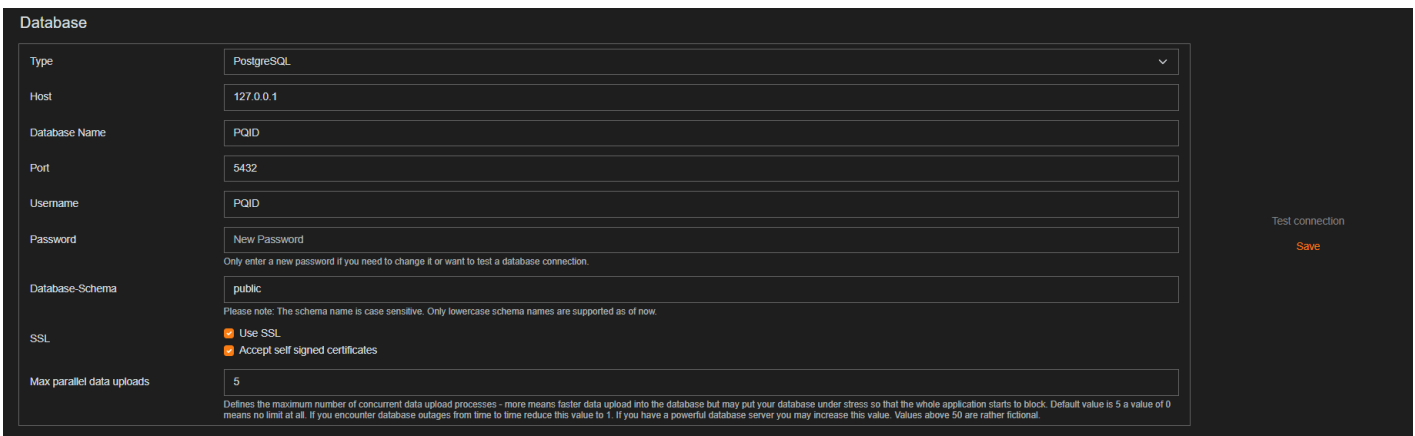 Database
Type
PostgreSQL
Host
127.0.0.1
Database Name
PQID
Port
5432
Username
PQID
Password
New Password
Only enter a new password if you need to change it or want to test a database connection.
Database-Schema
public
Please note: The schema name is case sensitive. Only lowercase schema names are supported as of now.
SSL
Use SSL
Accept self signed certificates
Max parallel data uploads
5
Defines the maximum number of concurrent data upload processes - more means faster data upload into the database but may put your database under stress so that the whole application starts to block. Default value is 5 a value of 0
means no limit at all. If you encounter database outages from time to time reduce this value to 1. If you have a powerful database server you may increase this value. Values above 50 are rather fictional.
Test connection
Save